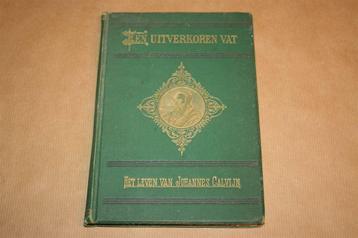 EEN UITVERKOREN VAT
HET LEVEN VAN JOHANNES CALVIJN